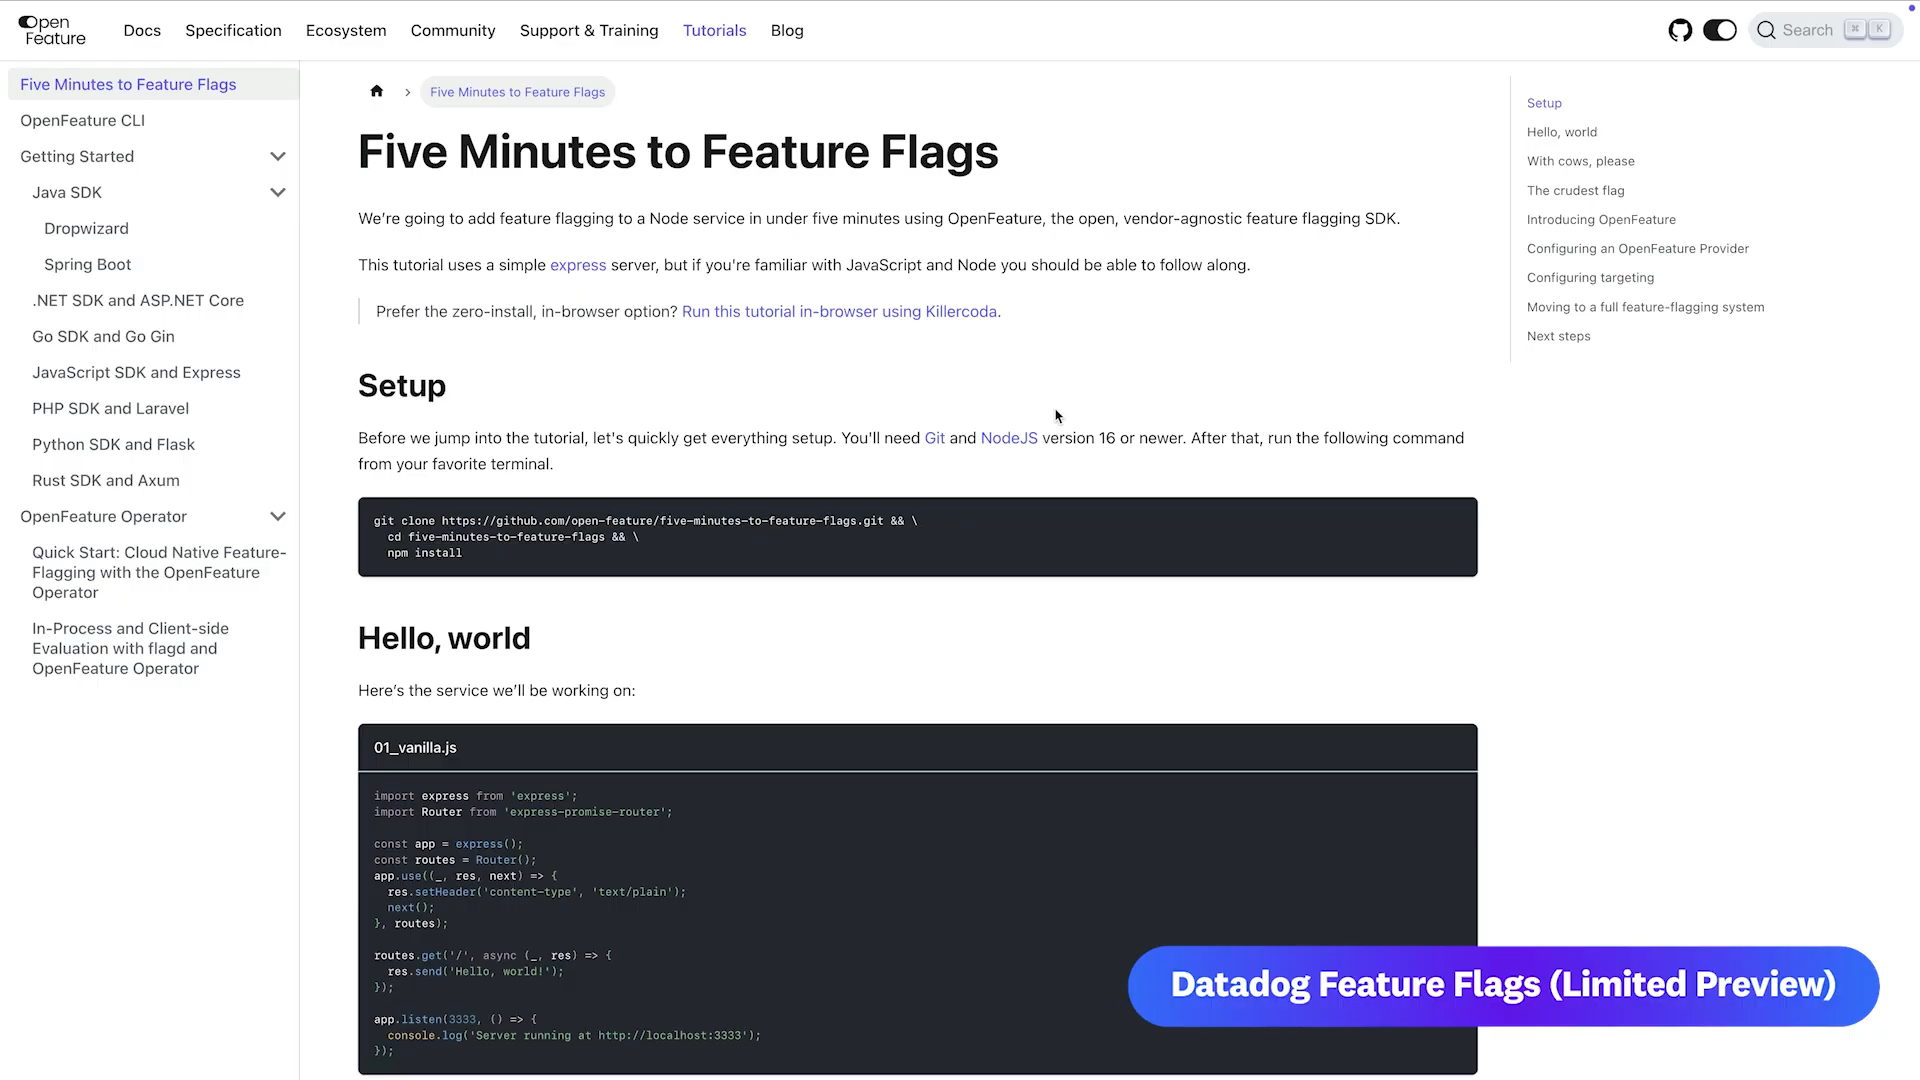 Open Feature
Docs
Specification
Ecosystem
Community
Support & Training
Tutorials
Blog
Search
⌘ K
Five Minutes to Feature Flags
OpenFeature CLI
Getting Started
Java SDK
Dropwizard
Spring Boot
.NET SDK and ASP.NET Core
Go SDK and Go Gin
JavaScript SDK and Express
PHP SDK and Laravel
Python SDK and Flask
Rust SDK and Axum
OpenFeature Operator
Quick Start: Cloud Native Feature-
Flagging with the OpenFeature
Operator
In-Process and Client-side
Evaluation with flagd and
OpenFeature Operator
Five Minutes to Feature Flags
Five Minutes to Feature Flags
We’re going to add feature flagging to a Node service in under five minutes using OpenFeature, the open, vendor-agnostic feature flagging SDK.
This tutorial uses a simple express server, but if you're familiar with JavaScript and Node you should be able to follow along.
Prefer the zero-install, in-browser option? Run this tutorial in-browser using Killercoda.
Setup
Before we jump into the tutorial, let's quickly get everything setup. You'll need Git and NodeJS version 16 or newer. After that, run the following command
from your favorite terminal.
git clone https://github.com/open-feature/five-minutes-to-feature-flags.git && \
cd five-minutes-to-feature-flags && \
npm install
Hello, world
Here’s the service we’ll be working on:
01_vanilla.js
import express from 'express';
import Router from 'express-promise-router';
const app = express();
const routes = Router();
app.use((_, res, next) => {
res.setHeader('content-type', 'text/plain');
next();
}, routes);
routes.get('/', async (_, res) => {
res.send('Hello, world!');
});
app.listen(3333, () => {
console.log('Server running at http://localhost:3333');
});
Setup
Hello, world
With cows, please
The crudest flag
Introducing OpenFeature
Configuring an OpenFeature Provider
Configuring targeting
Moving to a full feature-flagging system
Next steps
Datadog Feature Flags (Limited Preview)